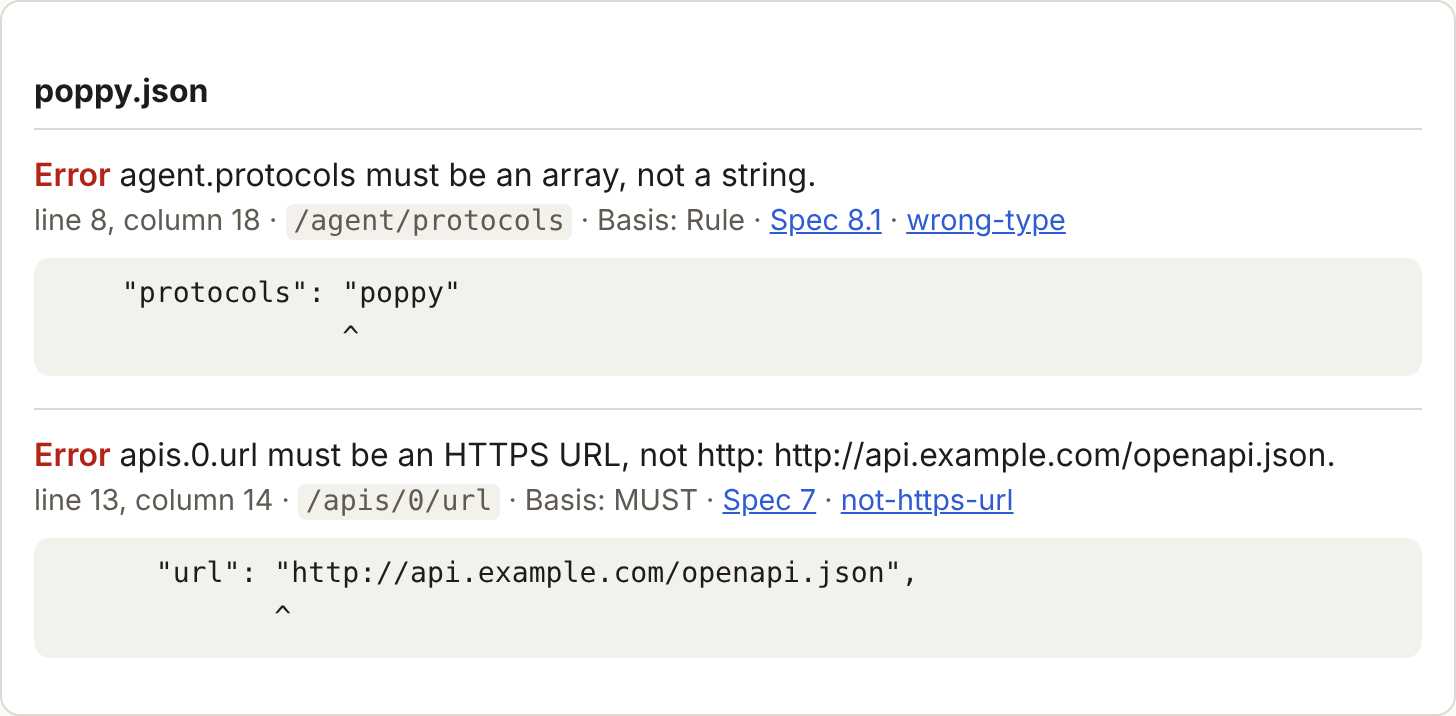 poppy.json
Error agent.protocols must be an array, not a string.
line 8, column 18 · /agent/protocols · Basis: Rule · Spec 8.1 · wrong-type
"protocols": "poppy"
^
Error apis.0.url must be an HTTPS URL, not http: http://api.example.com/openapi.json.
line 13, column 14 · /apis/0/url · Basis: MUST · Spec 7 · not-https-url
"url": "http://api.example.com/openapi.json",
^